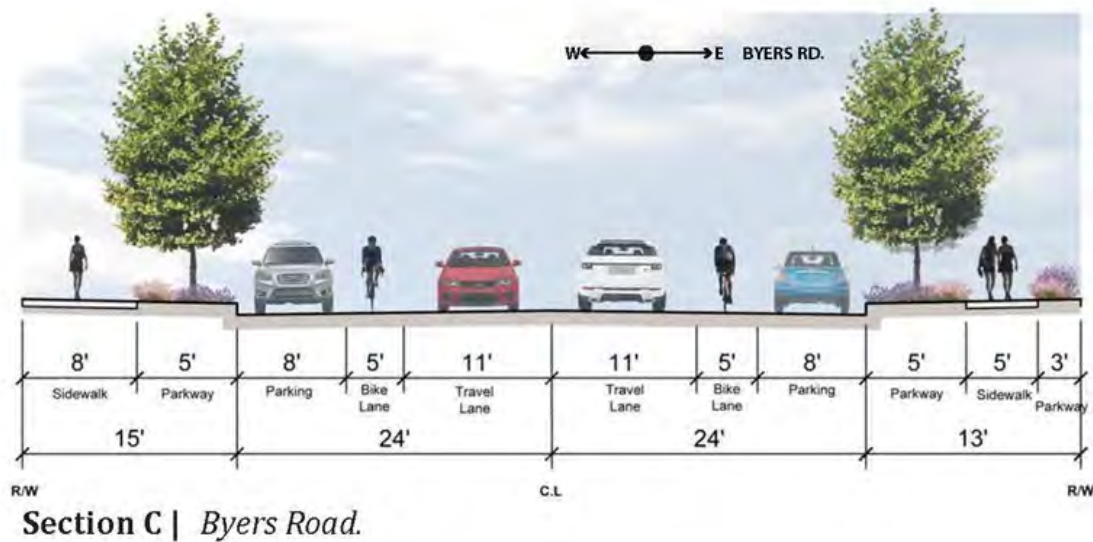 W E BYERS RD.
8' 5' 8' 5' 11' 11' 5' 8' 5' 5' 3'
Sidewalk Parkway Parking Bike Lane Travel Lane Travel Lane Bike Lane Parking Parkway Sidewalk Parkway
15' 24' 24' 13'
R/W C.L R/W
Section C | Byers Road.